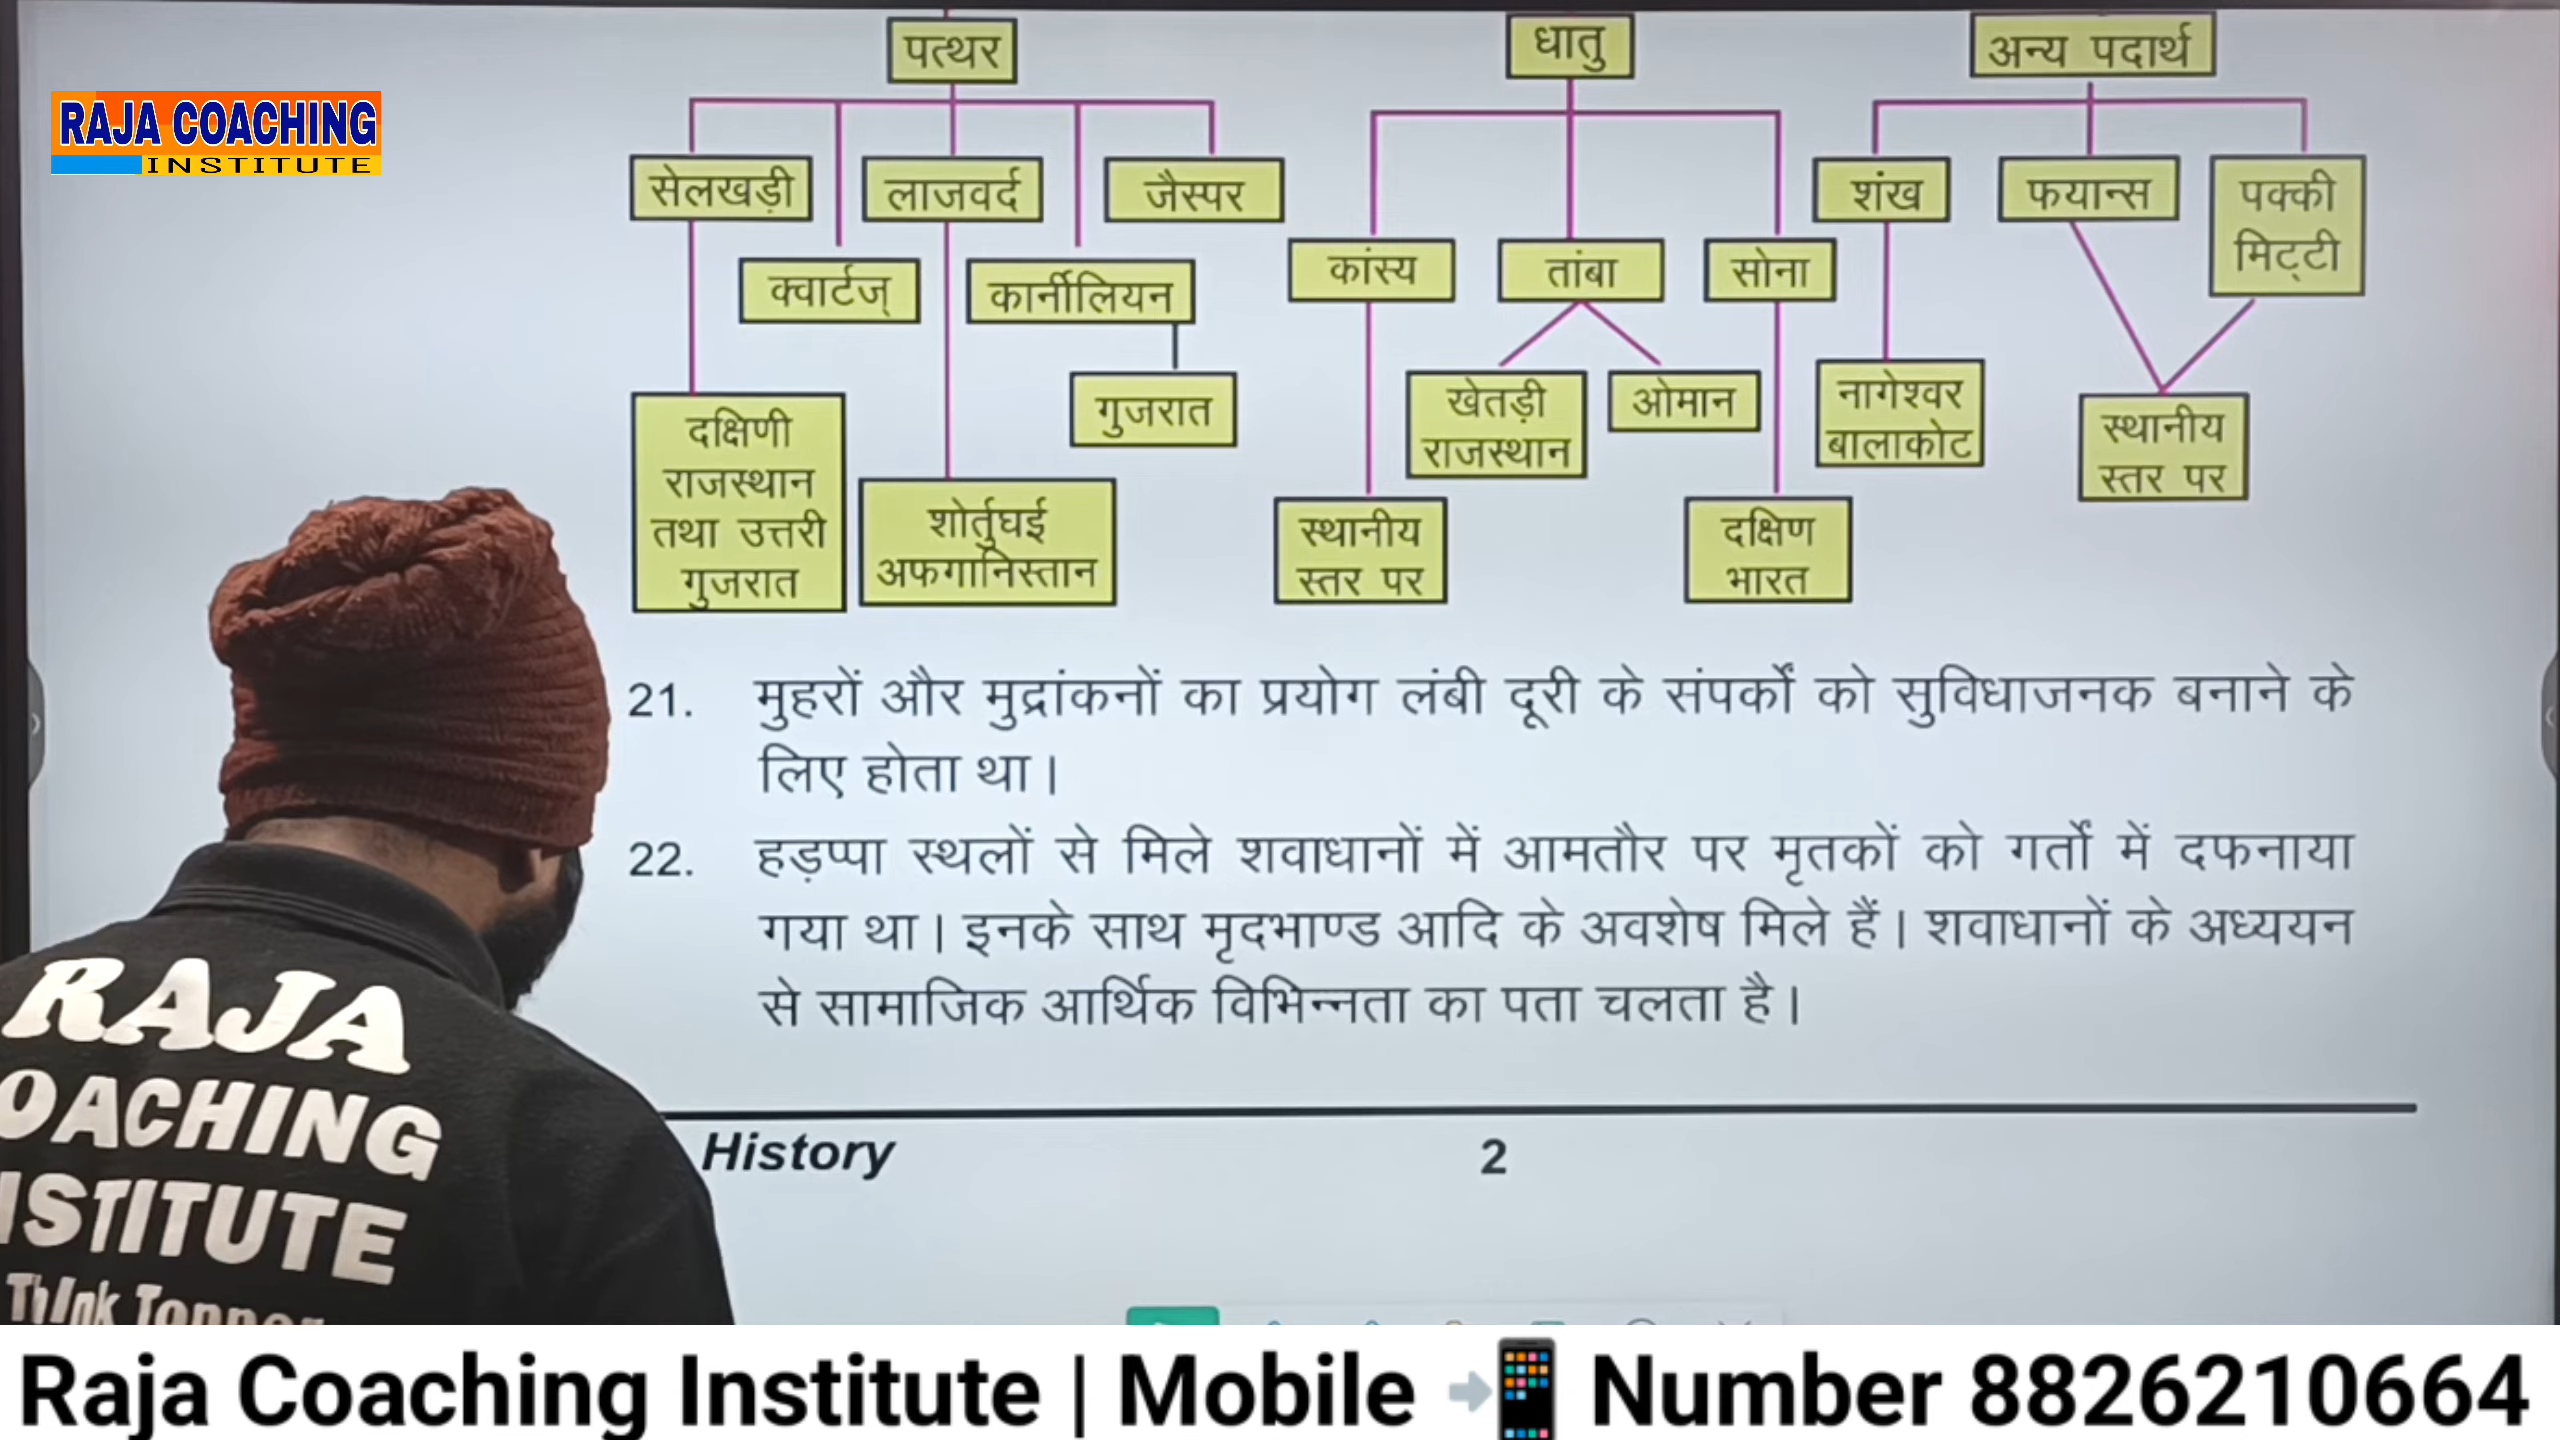 पत्थर
धातु
अन्य पदार्थ
RAJA COACHING
INSTITUTE
सेलखड़ी
लाजवर्द
जैस्पर
शंख
फयान्स
पक्की
मिट्टी
क्वार्टज्
कार्नीलियन
कांस्य
तांबा
सोना
गुजरात
खेतड़ी
राजस्थान
ओमान
नागेश्वर
बालाकोट
दक्षिणी
राजस्थान
तथा उत्तरी
गुजरात
स्थानीय
स्तर पर
शोर्तुघई
अफगानिस्तान
स्थानीय
स्तर पर
दक्षिण
भारत
21. मुहरों और मुद्रांकनों का प्रयोग लंबी दूरी के संपर्कों को सुविधाजनक बनाने के
लिए होता था।
22. हड़प्पा स्थलों से मिले शवाधानों में आमतौर पर मृतकों को गर्तों में दफनाया
गया था। इनके साथ मृदभाण्ड आदि के अवशेष मिले हैं। शवाधानों के अध्ययन
से सामाजिक आर्थिक विभिन्नता का पता चलता है।
History 2
RAJA
OACHING
ISTITUTE
Think
Raja Coaching Institute | Mobile 📲 Number 8826210664